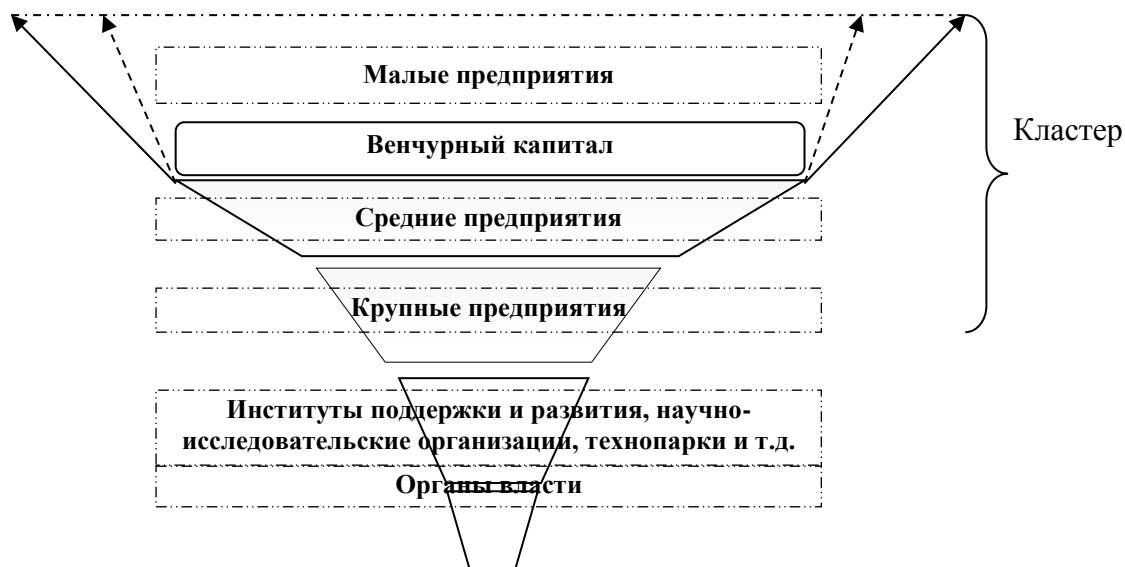 Малые предприятия
Венчурный капитал
Кластер
Средние предприятия
Крупные предприятия
Институты поддержки и развития, научно-
исследовательские организации, технопарки и т.д.
Органы власти